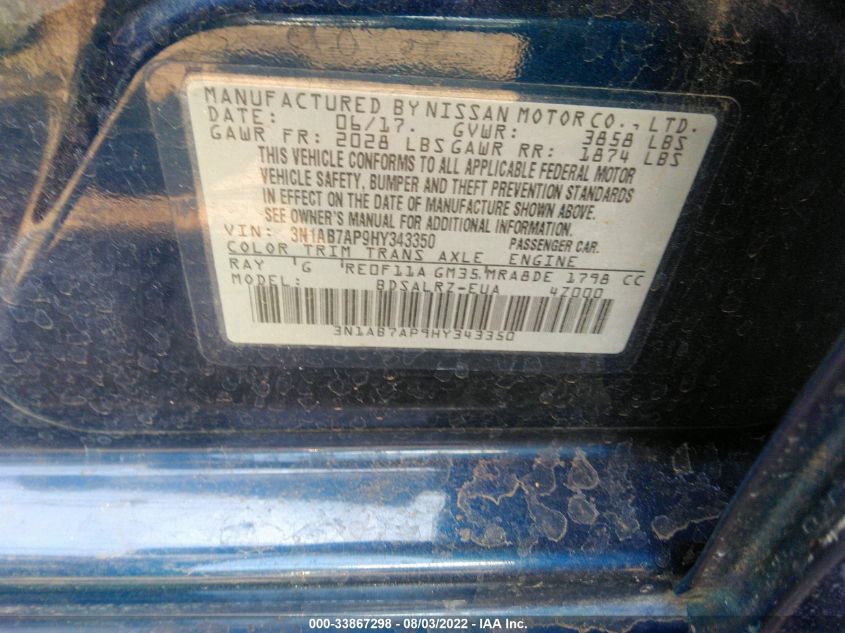 MANUFACTURED BY NISSAN MOTOR CO., LTD.
DATE: 06/17. GVWR: 3858 LBS
GAWR FR: 2028 LBS GAWR RR: 1874 LBS
THIS VEHICLE CONFORMS TO ALL APPLICABLE FEDERAL MOTOR
VEHICLE SAFETY, BUMPER AND THEFT PREVENTION STANDARDS
IN EFFECT ON THE DATE OF MANUFACTURE SHOWN ABOVE.
SEE OWNER'S MANUAL FOR ADDITIONAL INFORMATION.
VIN: 3N1AB7AP9HY343350 PASSENGER CAR.
COLOR TRIM TRANS AXLE ENGINE
RAY G RE0F11A GM35 MRA8DE 1798 CC
MODEL: BDSALRZ-EUA 47000
3N1AB7AP9HY343350
000-33867298 - 08/03/2022 - IAA Inc.